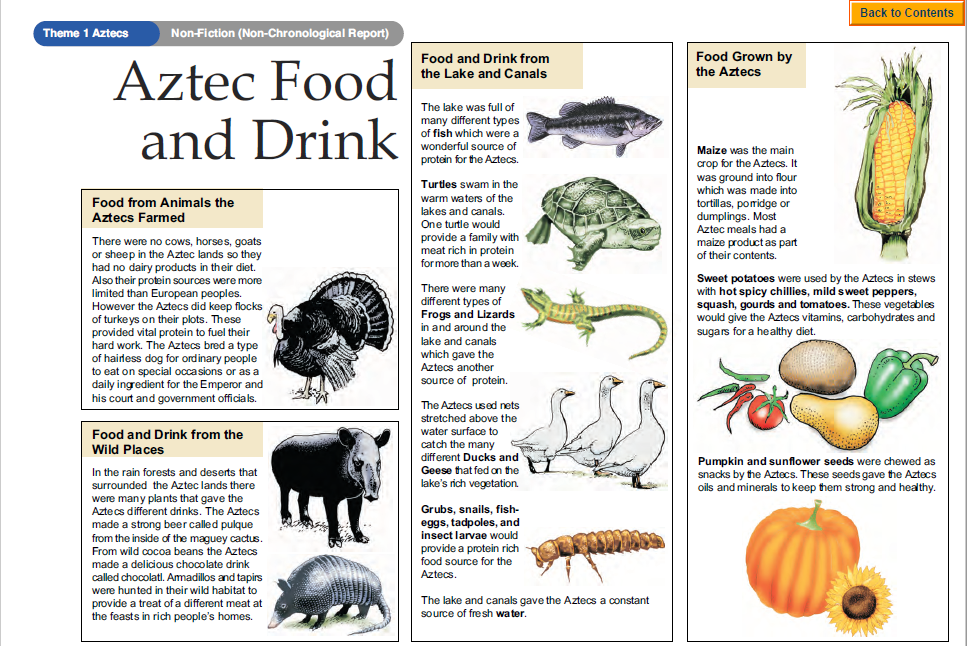 Back to Contents
Theme 1 Aztecs
Non-Fiction (Non-Chronological Report)
Aztec Food
and Drink
Food from Animals the
Aztecs Farmed
There were no cows, horses, goats
or sheep in the Aztec lands so they
had no dairy products in their diet.
Also their protein sources were more
limited than European peoples.
However the Aztecs did keep flocks
of turkeys on their plots. These
provided vital protein to fuel their
hard work. The Aztecs bred a type
of hairless dog for ordinary people
to eat on special occasions or as a
daily ingredient for the Emperor and
his court and government officials.
Food and Drink from the
Wild Places
In the rain forests and deserts that
surrounded the Aztec lands there
were many plants that gave the
Aztecs different drinks. The Aztecs
made a strong beer called pulque
from the inside of the maguey cactus.
From wild cocoa beans the Aztecs
made a delicious chocolate drink
called chocolatl. Armadillos and tapirs
were hunted in their wild habitat to
provide a treat of a different meat at
the feasts in rich people's homes.
Food and Drink from
the Lake and Canals
The lake was full of
many different types
of fish which were a
wonderful source of
protein for the Aztecs.
Turtles swam in the
warm waters of the
lakes and canals.
One turtle would
provide a family with
meat rich in protein
for more than a week.
There were many
different types of
Frogs and Lizards
in and around the
lake and canals
which gave the
Aztecs another
source of protein.
The Aztecs used nets
stretched above the
water surface to
catch the many
different Ducks and
Geese that fed on the
lake's rich vegetation.
Grubs, snails, fish-
eggs, tadpoles, and
insect larvae would
provide a protein rich
food source for the
Aztecs.
The lake and canals gave the Aztecs a constant
source of fresh water.
Food Grown by
the Aztecs
Maize was the main
crop for the Aztecs. It
was ground into flour
which was made into
tortillas, porridge or
dumplings. Most
Aztec meals had a
maize product as part
of their contents.
Sweet potatoes were used by the Aztecs in stews
with hot spicy chillies, mild sweet peppers,
squash, gourds and tomatoes. These vegetables
would give the Aztecs vitamins, carbohydrates and
sugars for a healthy diet.
Pumpkin and sunflower seeds were chewed as
snacks by the Aztecs. These seeds gave the Aztecs
oils and minerals to keep them strong and healthy.